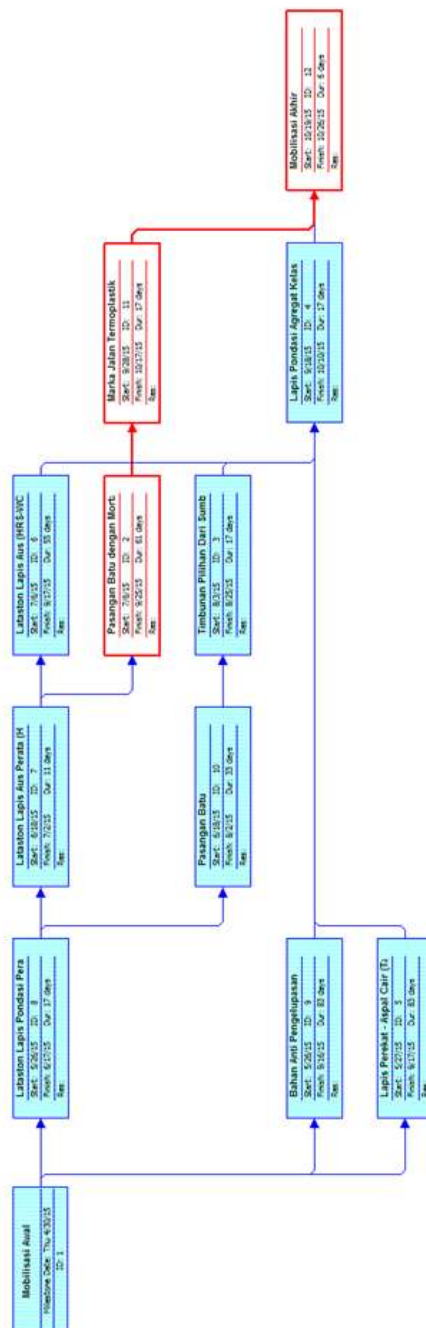 Mobilisasi Awal
Milestone Date: Thu 4/30/15
ID: 1
Lataston Lapis Pondasi Pera
Start: 5/26/15 ID: 8
Finish: 6/17/15 Dur: 17 days
Res:
Bahan Anti Pengelupasan
Start: 5/26/15 ID: 9
Finish: 9/16/15 Dur: 82 days
Res:
Lapis Perekat - Aspal Cair (Ta
Start: 5/27/15 ID: 5
Finish: 9/17/15 Dur: 83 days
Res:
Lataston Lapis Aus Perata (H
Start: 6/18/15 ID: 7
Finish: 7/2/15 Dur: 11 days
Res:
Pasangan Batu
Start: 6/18/15 ID: 10
Finish: 8/2/15 Dur: 33 days
Res:
Lataston Lapis Aus (HRS-WC
Start: 7/6/15 ID: 6
Finish: 9/17/15 Dur: 55 days
Res:
Pasangan Batu dengan Mort
Start: 7/6/15 ID: 2
Finish: 9/25/15 Dur: 61 days
Res:
Timbunan Pilihan Dari Sumb
Start: 8/3/15 ID: 3
Finish: 8/25/15 Dur: 17 days
Res:
Marka Jalan Termoplastik
Start: 9/28/15 ID: 11
Finish: 10/17/15 Dur: 17 days
Res:
Lapis Pondasi Agregat Kelas
Start: 9/18/15 ID: 4
Finish: 10/10/15 Dur: 17 days
Res:
Mobilisasi Akhir
Start: 10/19/15 ID: 12
Finish: 10/26/15 Dur: 6 days
Res: